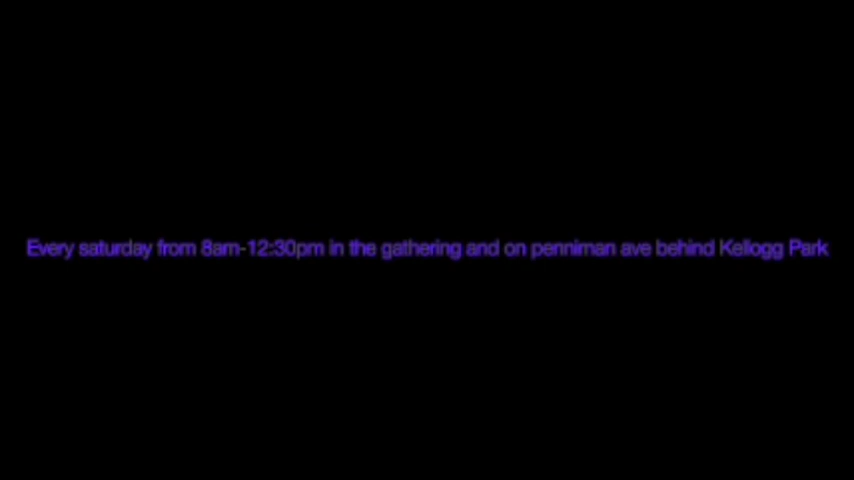 Every saturday from 8am-12:30pm in the gathering and on penniman ave behind Kellogg Park